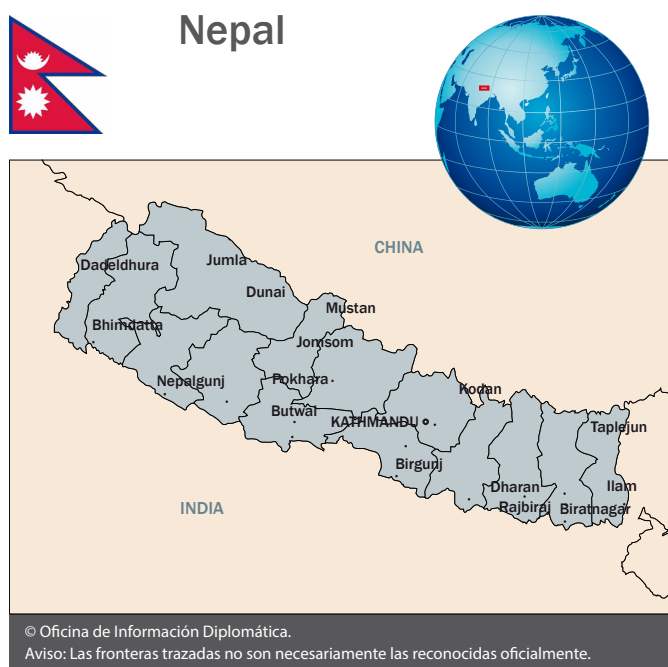 Nepal
CHINA
Dadeldhura
Jumla
Dunai
Mustan
Bhimdatta
Jomsom
Nepalgunj
Pokhara
Kodan
Butwal
KATHMANDU
Taplejun
Birgunj
Dharan
Ilam
INDIA
Rajbiraj
Biratnagar
© Oficina de Información Diplomática.
Aviso: Las fronteras trazadas no son necesariamente las reconocidas oficialmente.